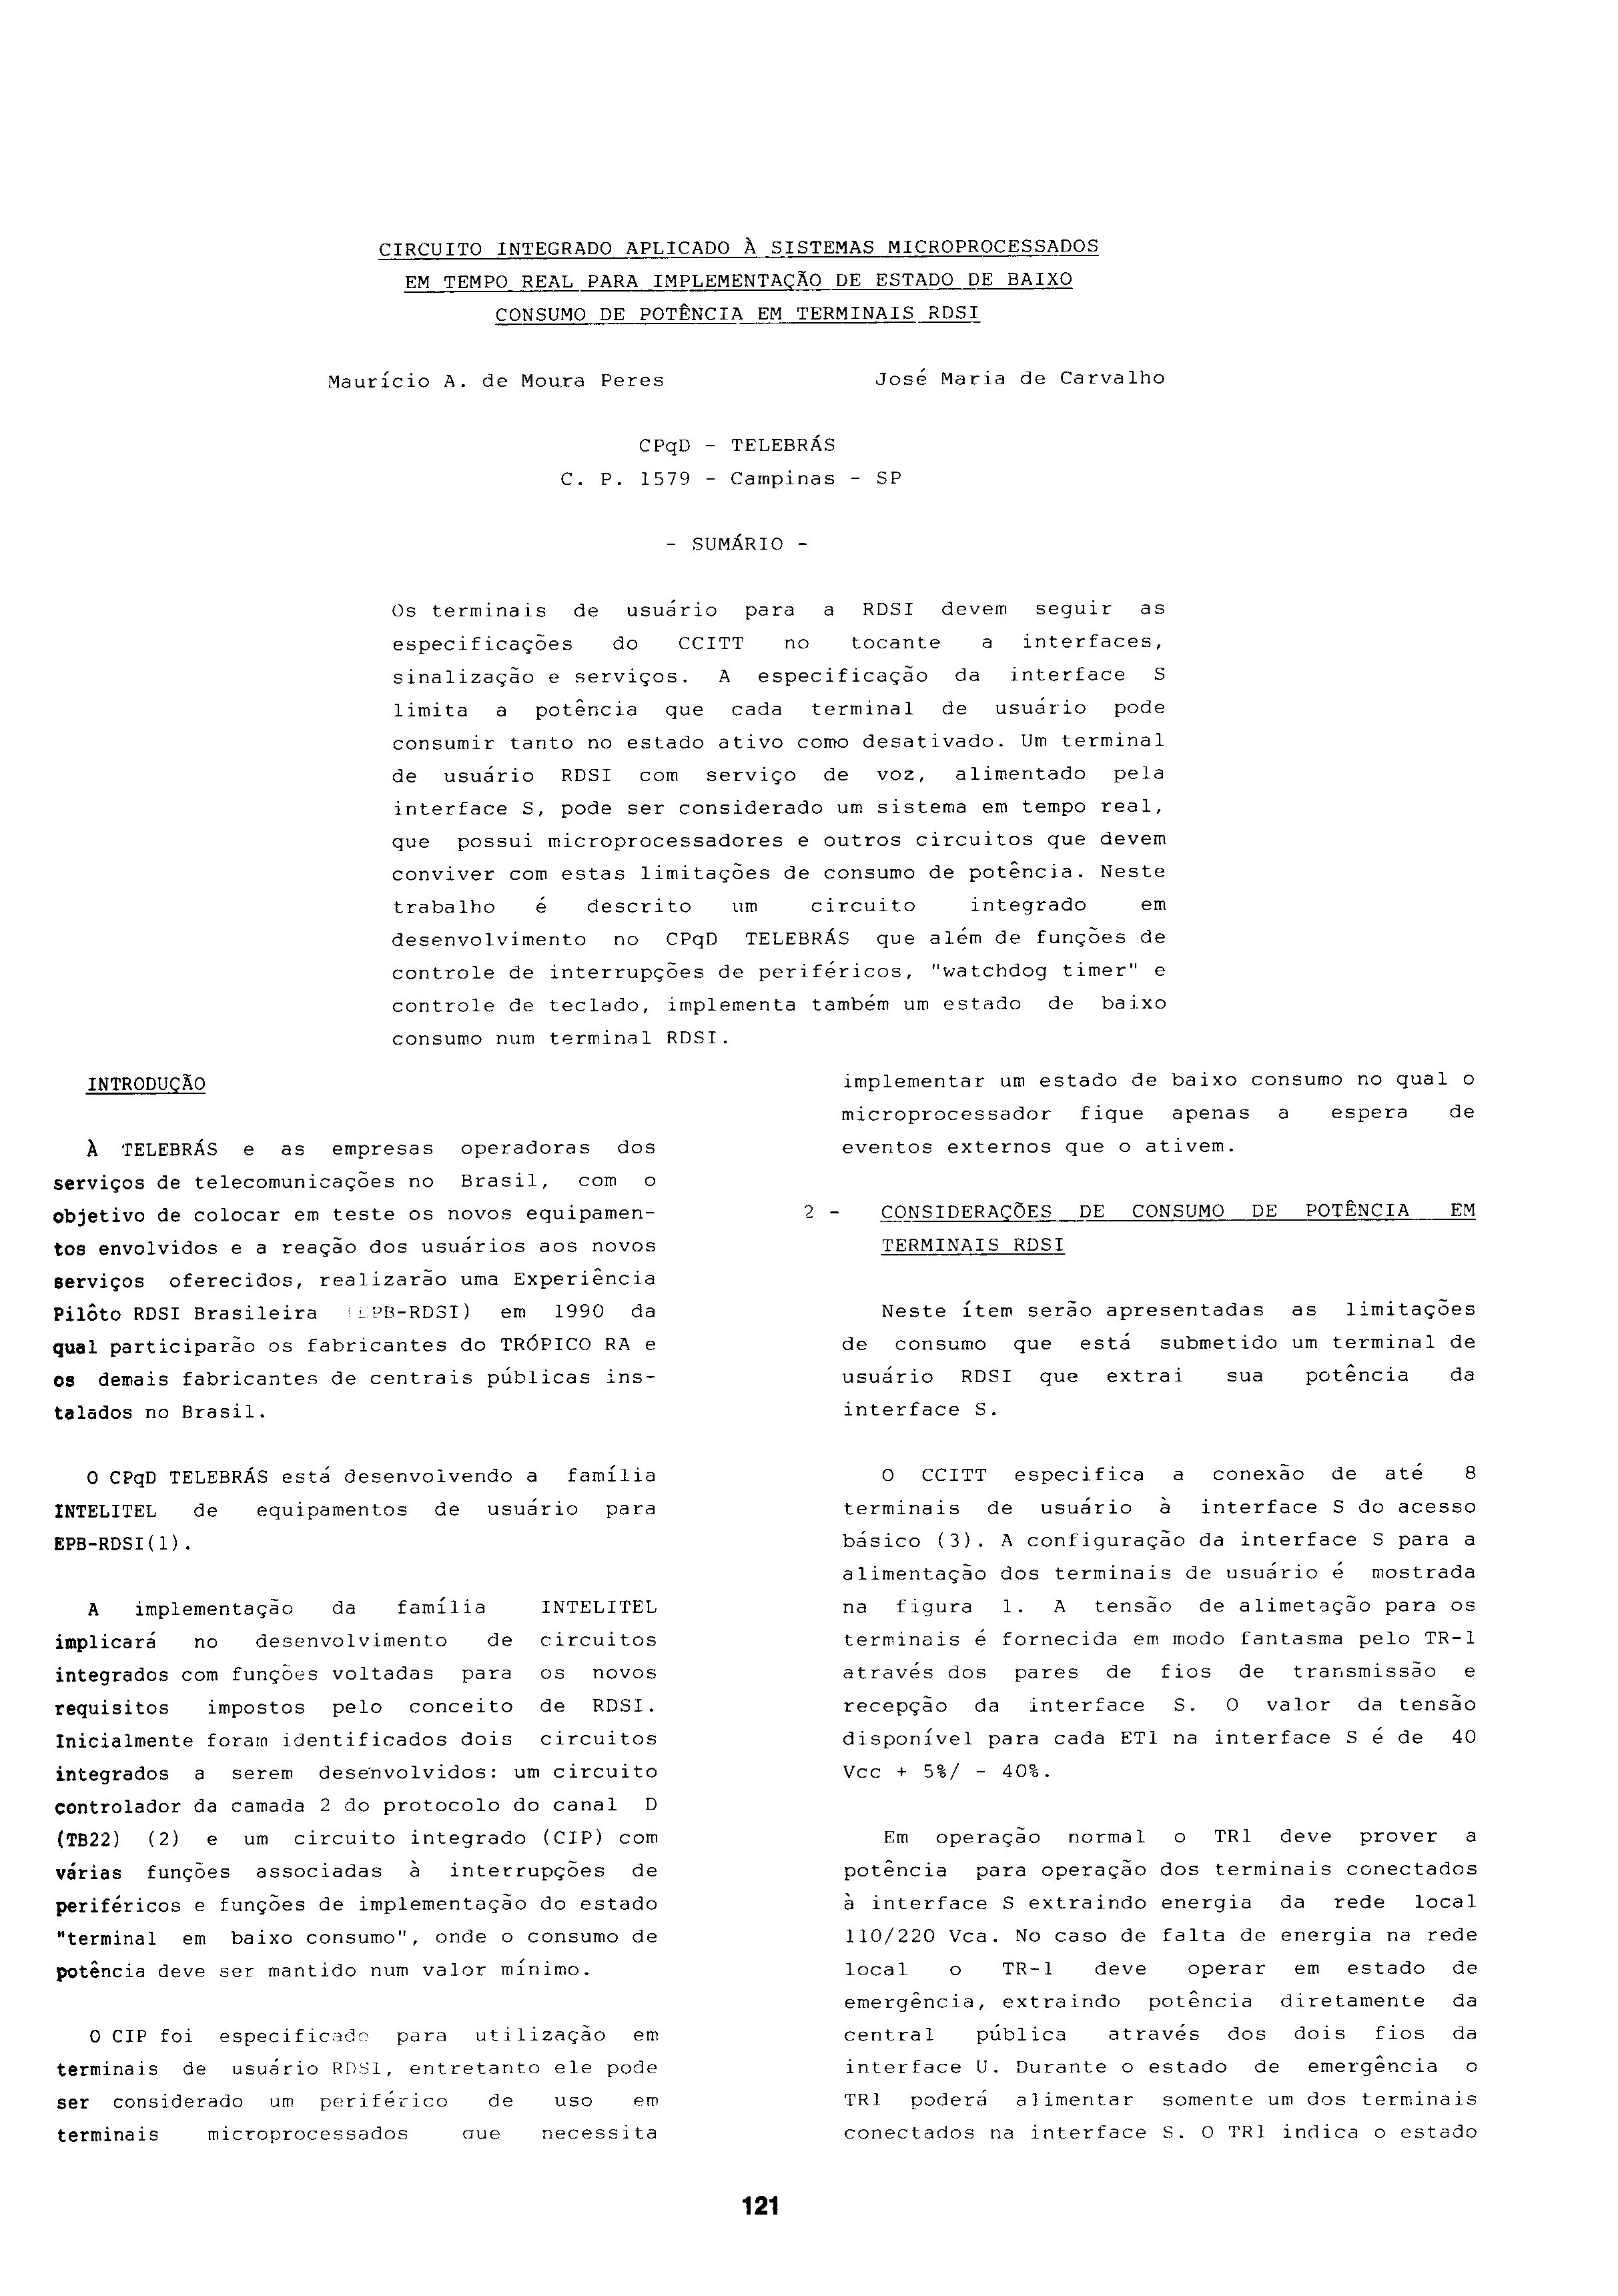 CIRCUITO INTEGRADO APLICADO À SISTEMAS MICROPROCESSADOS
EM TEMPO REAL PARA IMPLEMENTAÇÃO DE ESTADO DE BAIXO
CONSUMO DE POTÊNCIA EM TERMINAIS RDSI
Maurício A. de Moura Peres José Maria de Carvalho
CPqD - TELEBRÁS
C. P. 1579 - Campinas - SP
- SUMÁRIO -
Os terminais de usuário para a RDSI devem seguir as
especificações do CCITT no tocante a interfaces,
sinalização e serviços. A especificação da interface S
limita a potência que cada terminal de usuário pode
consumir tanto no estado ativo como desativado. Um terminal
de usuário RDSI com serviço de voz, alimentado pela
interface S, pode ser considerado um sistema em tempo real,
que possui microprocessadores e outros circuitos que devem
conviver com estas limitações de consumo de potência. Neste
trabalho é descrito um circuito integrado em
desenvolvimento no CPqD TELEBRÁS que além de funções de
controle de interrupções de periféricos, "watchdog timer" e
controle de teclado, implementa também um estado de baixo
consumo num terminal RDSI.
INTRODUÇÃO
À TELEBRÁS e as empresas operadoras dos
serviços de telecomunicações no Brasil, com o
objetivo de colocar em teste os novos equipamen-
tos envolvidos e a reação dos usuários aos novos
serviços oferecidos, realizarão uma Experiência
Pilôto RDSI Brasileira (EPB-RDSI) em 1990 da
qual participarão os fabricantes do TRÓPICO RA e
os demais fabricantes de centrais públicas ins-
talados no Brasil.
O CPqD TELEBRÁS está desenvolvendo a família
INTELITEL de equipamentos de usuário para
EPB-RDSI(1).
A implementação da família INTELITEL
implicará no desenvolvimento de circuitos
integrados com funções voltadas para os novos
requisitos impostos pelo conceito de RDSI.
Inicialmente foram identificados dois circuitos
integrados a serem desenvolvidos: um circuito
controlador da camada 2 do protocolo do canal D
(TB22) (2) e um circuito integrado (CIP) com
várias funções associadas à interrupções de
periféricos e funções de implementação do estado
"terminal em baixo consumo", onde o consumo de
potência deve ser mantido num valor mínimo.
O CIP foi especificado para utilização em
terminais de usuário RDSI, entretanto ele pode
ser considerado um periférico de uso em
terminais microprocessados que necessita
implementar um estado de baixo consumo no qual o
microprocessador fique apenas a espera de
eventos externos que o ativem.
2 - CONSIDERAÇÕES DE CONSUMO DE POTÊNCIA EM
TERMINAIS RDSI
Neste ítem serão apresentadas as limitações
de consumo que está submetido um terminal de
usuário RDSI que extrai sua potência da
interface S.
O CCITT especifica a conexão de até 8
terminais de usuário à interface S do acesso
básico (3). A configuração da interface S para a
alimentação dos terminais de usuário é mostrada
na figura 1. A tensão de alimetação para os
terminais é fornecida em modo fantasma pelo TR-1
através dos pares de fios de transmissão e
recepção da interface S. O valor da tensão
disponível para cada ET1 na interface S é de 40
Vcc + 5%/ - 40%.
Em operação normal o TR1 deve prover a
potência para operação dos terminais conectados
à interface S extraindo energia da rede local
110/220 Vca. No caso de falta de energia na rede
local o TR-1 deve operar em estado de
emergência, extraindo potência diretamente da
central pública através dos dois fios da
interface U. Durante o estado de emergência o
TR1 poderá alimentar somente um dos terminais
conectados na interface S. O TR1 indica o estado
121